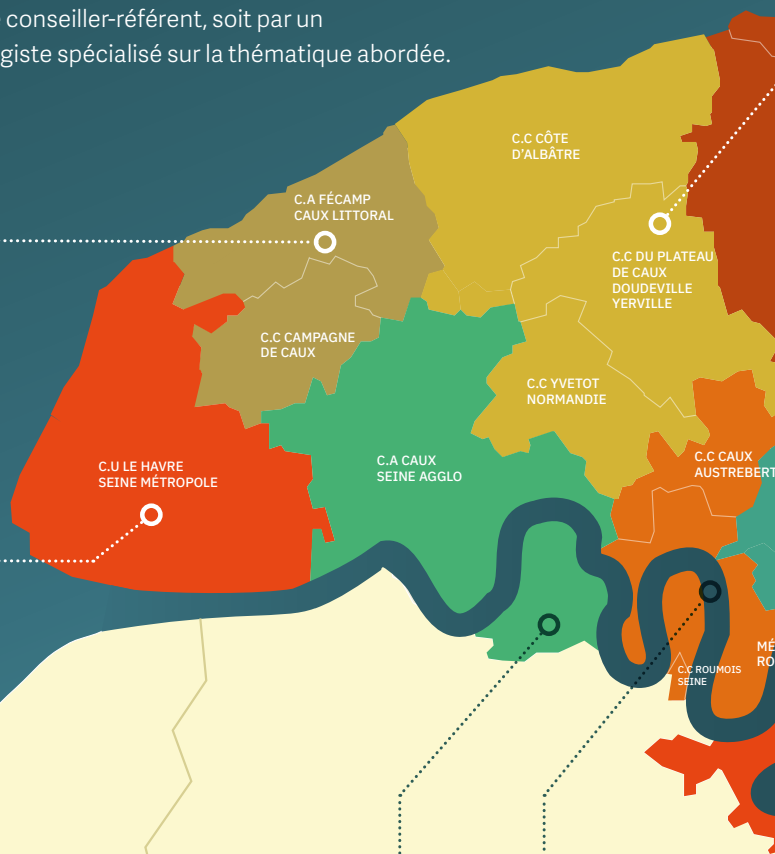 conseiller-référent, soit par un
giste spécialisé sur la thématique abordée.
C.C CÔTE
D'ALBÂTRE
C.A FÉCAMP
CAUX LITTORAL
C.C DU PLATEAU
DE CAUX
DOUDEVILLE
YERVILLE
C.C CAMPAGNE
DE CAUX
C.C YVETOT
NORMANDIE
C.U LE HAVRE
SEINE MÉTROPOLE
C.A CAUX
SEINE AGGLO
C.C CAUX
AUSTREBERT
MÉ
RO
C.C ROUMOIS
SEINE